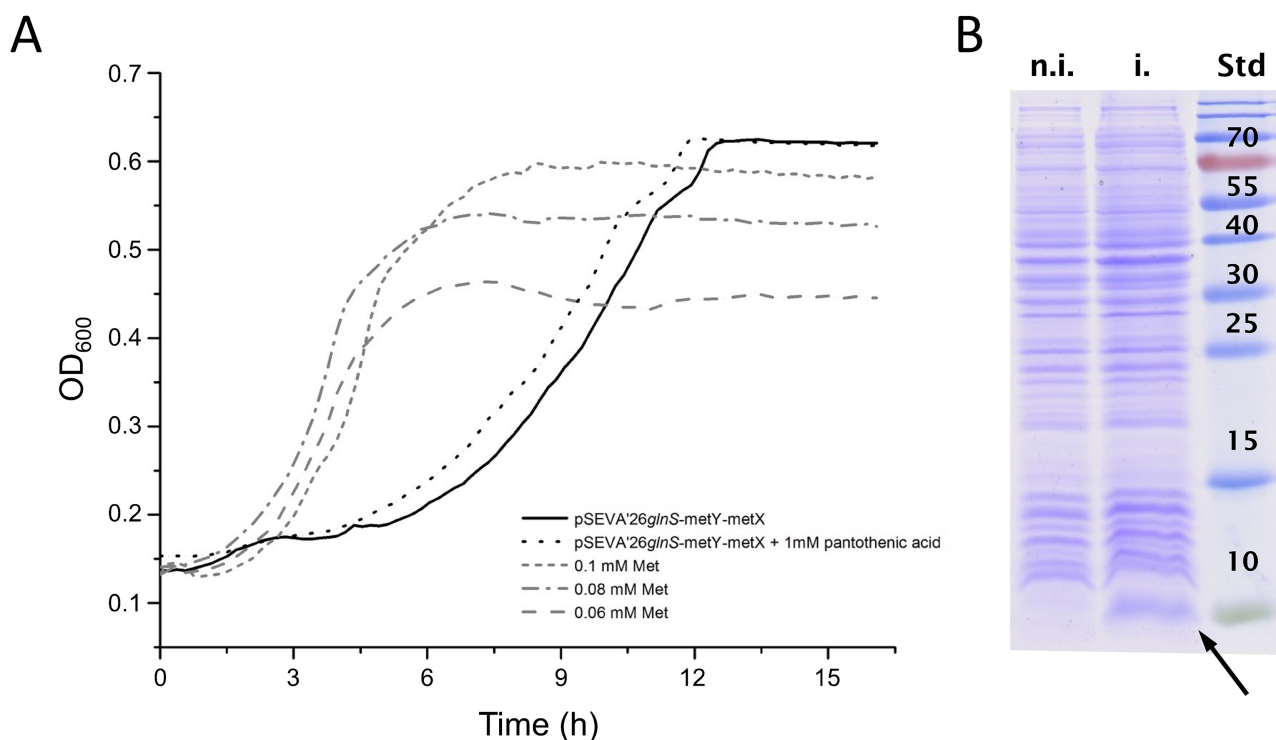 A
0.7
0.6
0.5
0.4
0.3
0.2
0.1
OD600
0
3
6
9
12
15
Time (h)
pSEVA'26glnS-metY-metX
pSEVA'26glnS-metY-metX + 1mM pantothenic acid
0.1 mM Met
0.08 mM Met
0.06 mM Met
B
n.i. i. Std
70
55
40
30
25
15
10